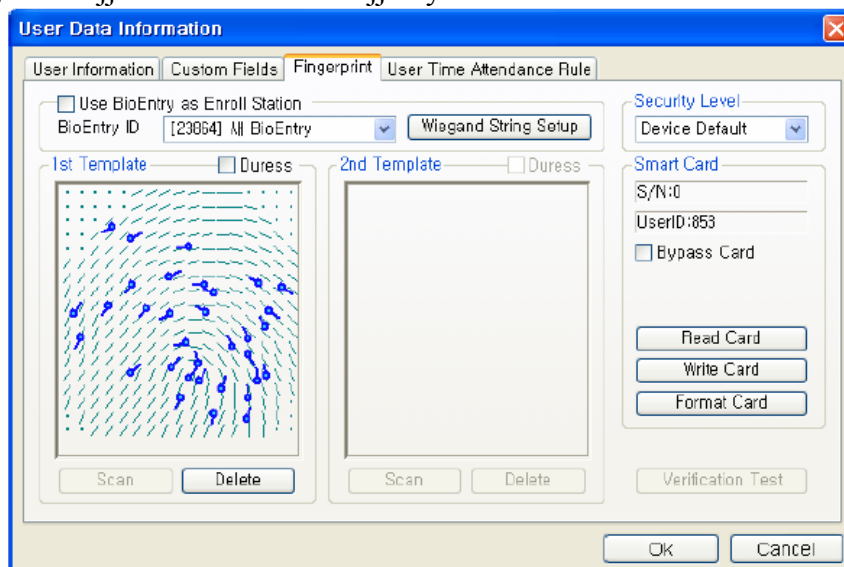 User Data Information
User Information Custom Fields Fingerprint User Time Attendance Rule
Use BioEntry as Enroll Station
BioEntry ID [23864] 새 BioEntry Wiegand String Setup
Security Level
Device Default
1st Template Duress
2nd Template Duress
Smart Card
S/N:0
UserID:853
Bypass Card
Read Card
Write Card
Format Card
Scan Delete
Scan Delete
Verification Test
OK Cancel